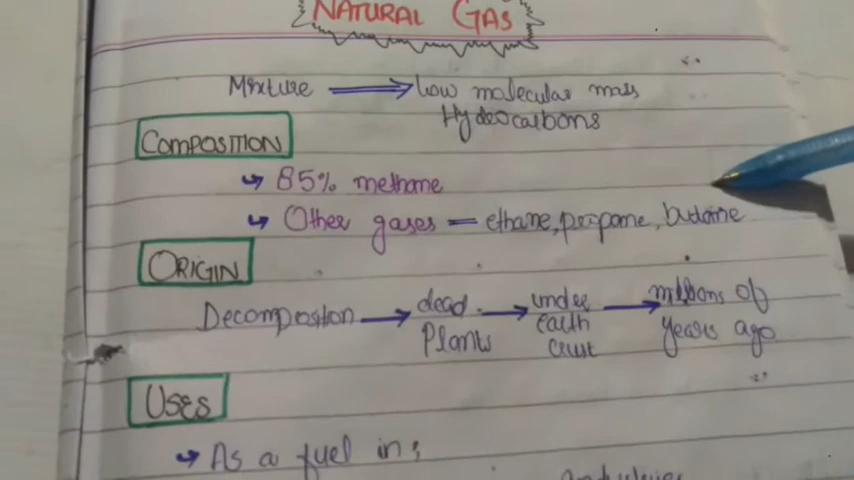 NATURAL GAS
Mixture → Low molecular mass
Hydrocarbons
COMPOSITION
↪ 85% methane
↪ Other gases = ethane, propane, butane
ORIGIN
Decomposition → dead Plants → under earth crust → millions of years ago
USES
↪ As a fuel in: